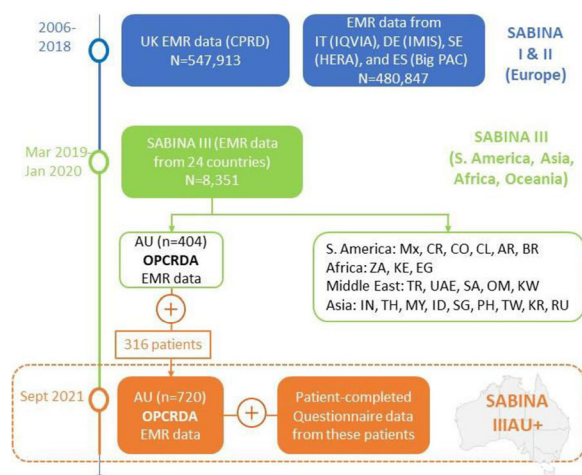 2006-
2018
UK EMR data (CPRD)
N=547,913
EMR data from
IT (IQVIA), DE (IMIS), SE
(HERA), and ES (Big PAC)
N=480,847
SABINA
I & II
(Europe)
Mar 2019-
Jan 2020
SABINA III (EMR data
from 24 countries)
N=8,351
SABINA III
(S. America, Asia,
Africa, Oceania)
AU (n=404)
OPCRDA
EMR data
S. America: Mx, CR, CO, CL, AR, BR
Africa: ZA, KE, EG
Middle East: TR, UAE, SA, OM, KW
Asia: IN, TH, MY, ID, SG, PH, TW, KR, RU
+
316 patients
Sept 2021
AU (n=720)
OPCRDA
EMR data
+
Patient-completed
Questionnaire data
from these patients
SABINA
IIIAU+